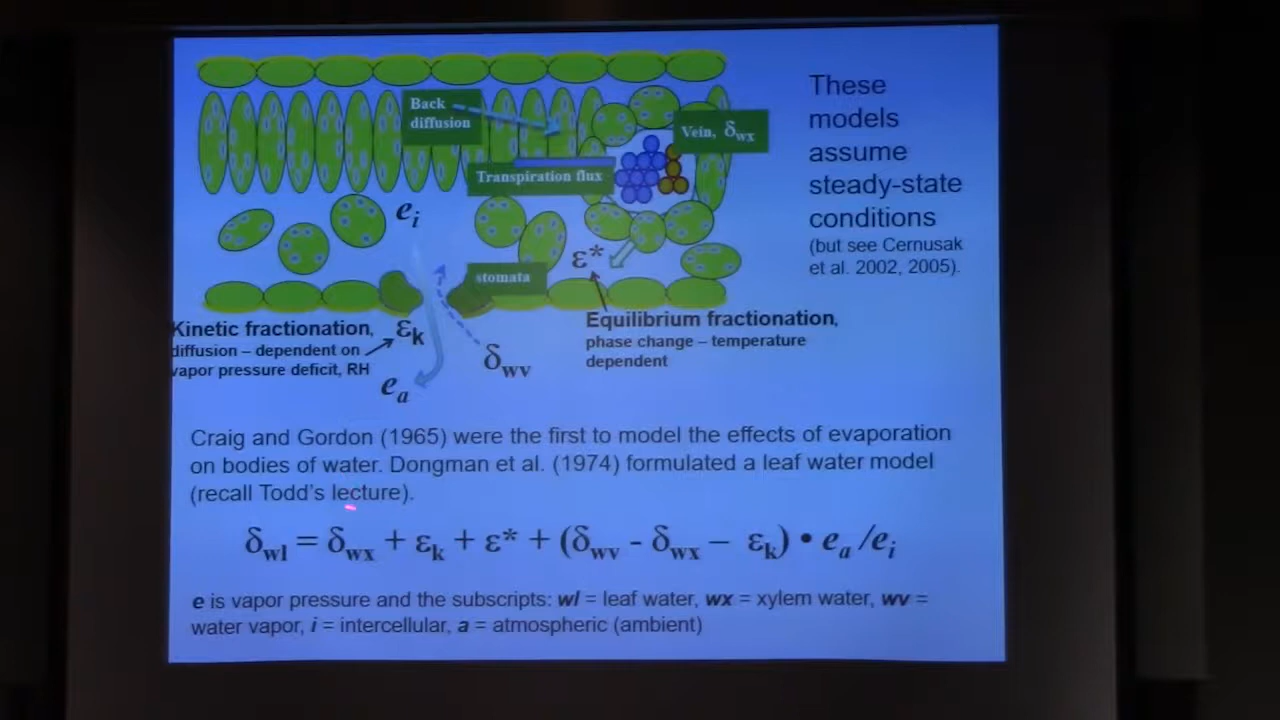 These
models
assume
steady-state
conditions
(but see Cernusak
et al. 2002, 2005).
Back
diffusion
Vein, δwx
Transpiration flux
ei
ε*
stomata
Kinetic fractionation,
diffusion – dependent on
vapor pressure deficit, RH
εk
ea
δwv
Equilibrium fractionation,
phase change – temperature
dependent
Craig and Gordon (1965) were the first to model the effects of evaporation
on bodies of water. Dongman et al. (1974) formulated a leaf water model
(recall Todd's lecture).
δwl = δwx + εk + ε* + (δwv - δwx – εk) • ea /ei
e is vapor pressure and the subscripts: wl = leaf water, wx = xylem water, wv =
water vapor, i = intercellular, a = atmospheric (ambient)